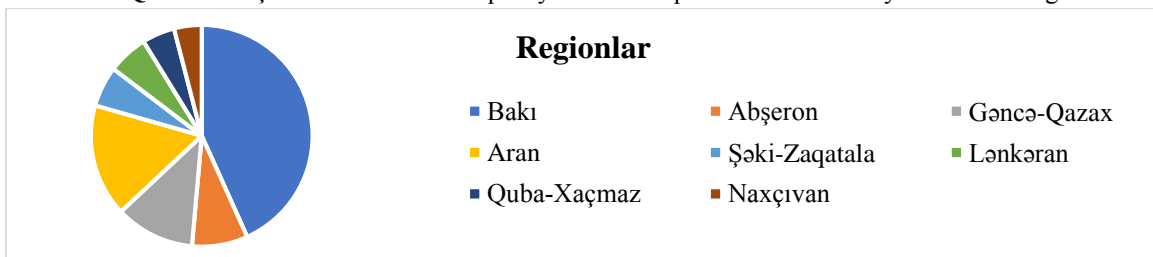 Regionlar
Bakı
Abşeron
Gəncə-Qazax
Aran
Şəki-Zaqatala
Lənkəran
Quba-Xaçmaz
Naxçıvan